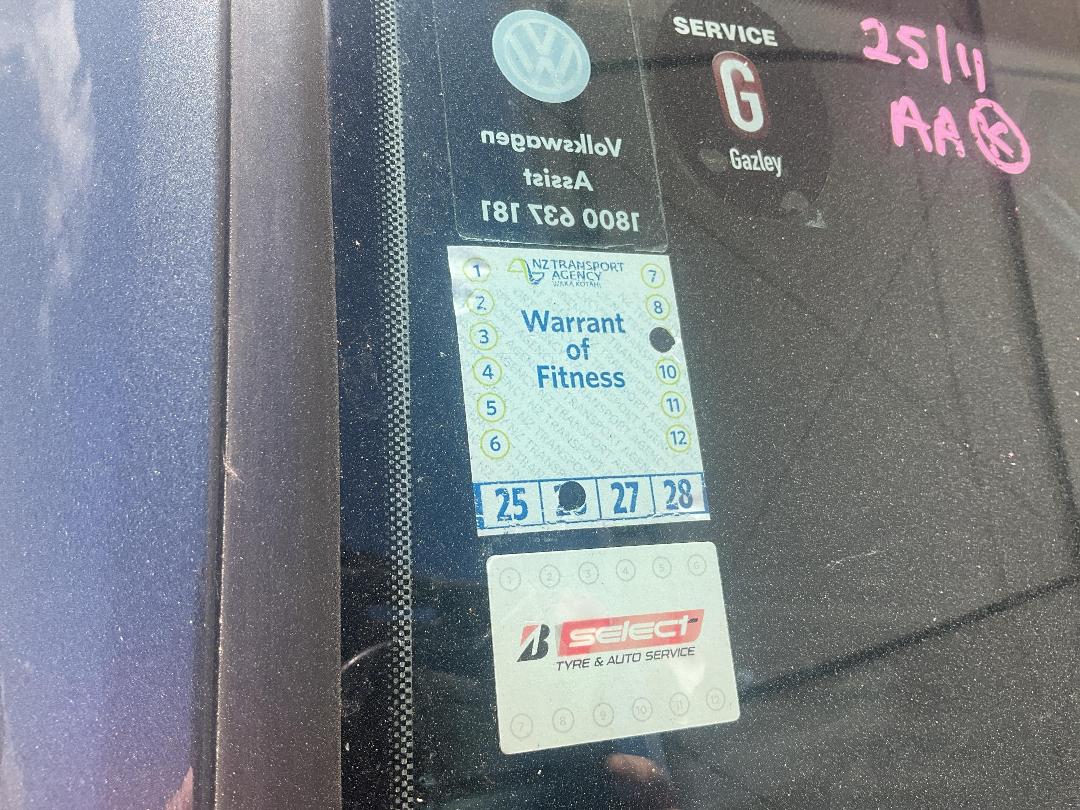 Volkswagen
Assist
1800 637 181
SERVICE
G
Gazley
25/11
AA K
NZ TRANSPORT
AGENCY
WAKA KOTAHI
1
2
3
4
5
6
7
8
10
11
12
Warrant
of
Fitness
25 27 28
1 2 3 4 5 6
B SELECT
TYRE & AUTO SERVICE
7 8 9 10 11 12